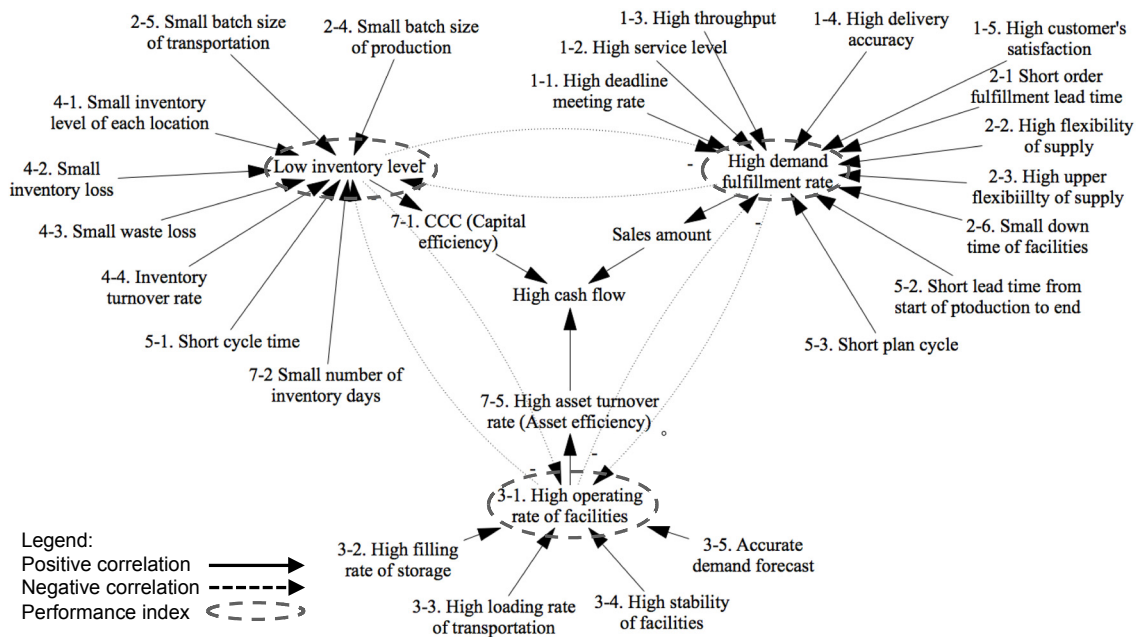 2-5. Small batch size
of transportation
2-4. Small batch size
of production
1-3. High throughput
1-2. High service level
1-1. High deadline
meeting rate
1-4. High delivery
accuracy
1-5. High customer's
satisfaction
2-1 Short order
fulfillment lead time
2-2. High flexibility
of supply
2-3. High upper
flexibiillty of supply
2-6. Small down
time of facilities
4-1. Small inventory
level of each location
4-2. Small
inventory loss
4-3. Small waste loss
4-4. Inventory
turnover rate
5-1. Short cycle time
7-2 Small number of
inventory days
Low inventory level
-
High demand
fulfillment rate
-
-
7-1. CCC (Capital
efficiency)
Sales amount
High cash flow
5-2. Short lead time from
start of ptoduction to end
5-3. Short plan cycle
7-5. High asset turnover
rate (Asset efficiency)
-
-
3-1. High operating
rate of facilities
3-2. High filling
rate of storage
3-3. High loading rate
of transportation
3-4. High stability
of facilities
3-5. Accurate
demand forecast
Legend:
Positive correlation
Negative correlation
Performance index